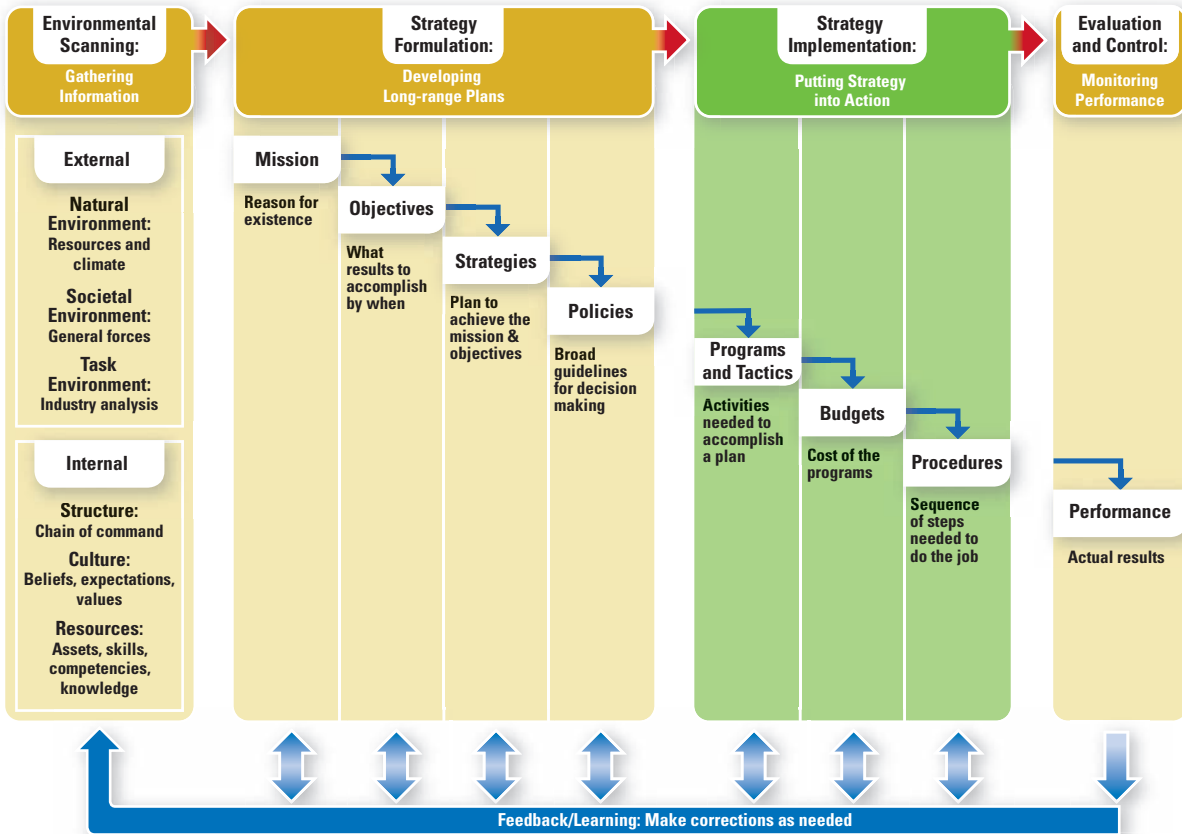 Environmental
Scanning:
Gathering
Information
External
Natural
Environment:
Resources and
climate
Societal
Environment:
General forces
Task
Environment:
Industry analysis
Internal
Structure:
Chain of command
Culture:
Beliefs, expectations,
values
Resources:
Assets, skills,
competencies,
knowledge
Strategy
Formulation:
Developing
Long-range Plans
Mission
Reason for
existence
Objectives
What
results to
accomplish
by when
Strategies
Plan to
achieve the
mission &
objectives
Policies
Broad
guidelines
for decision
making
Strategy
Implementation:
Putting Strategy
into Action
Programs
and Tactics
Activities
needed to
accomplish
a plan
Budgets
Cost of the
programs
Procedures
Sequence
of steps
needed to
do the job
Evaluation
and Control:
Monitoring
Performance
Performance
Actual results
Feedback/Learning: Make corrections as needed